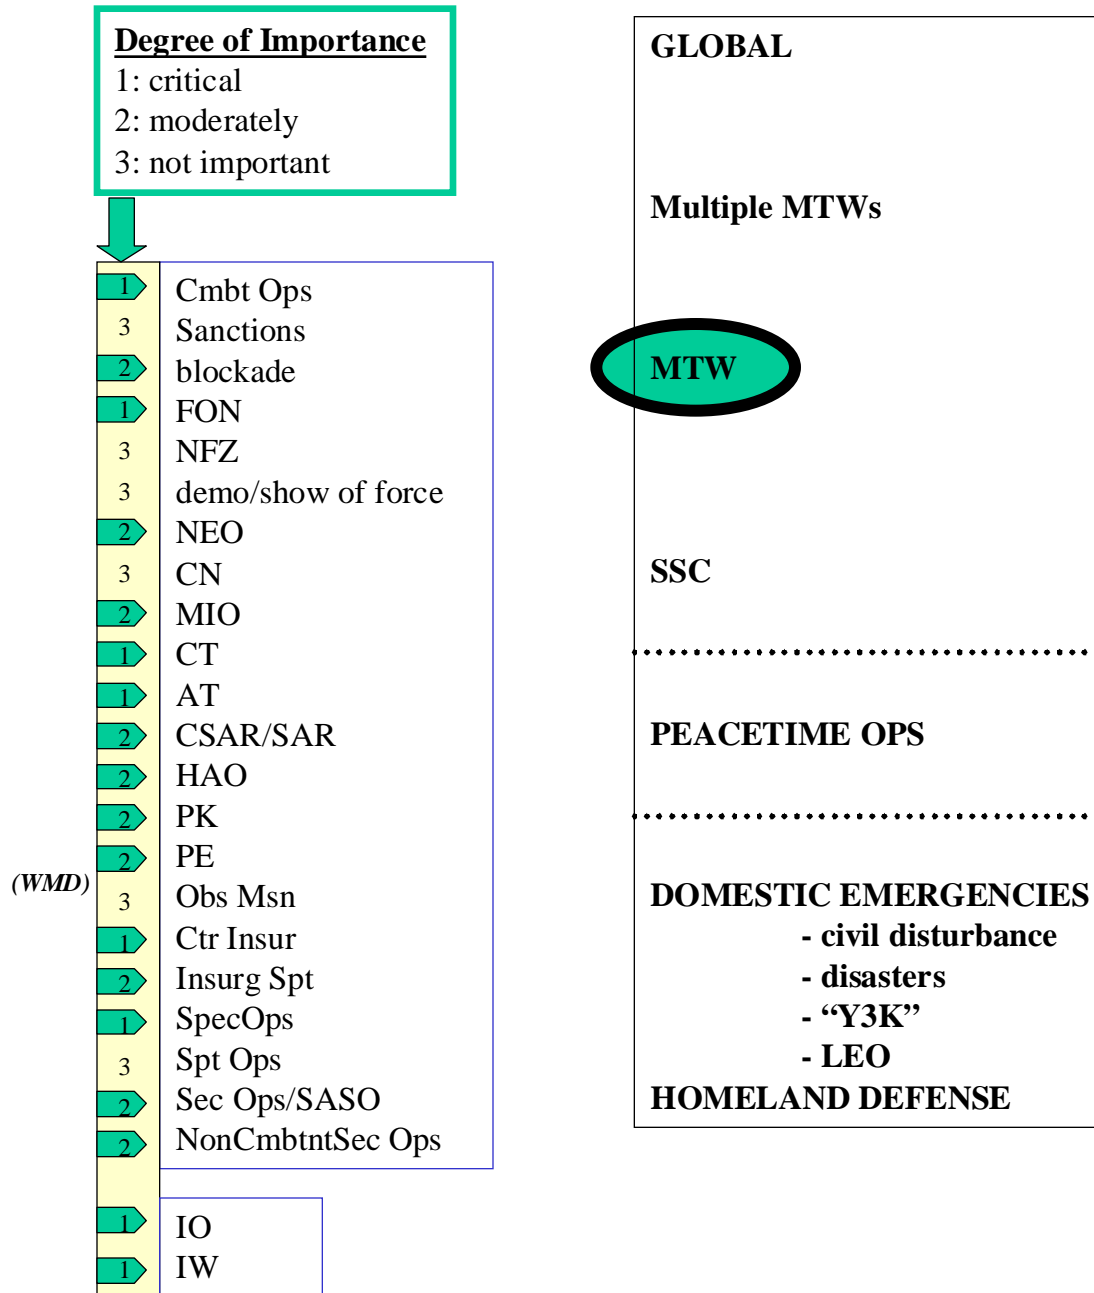 Degree of Importance
1: critical
2: moderately
3: not important
1 Cmbt Ops
3 Sanctions
2 blockade
1 FON
3 NFZ
3 demo/show of force
2 NEO
3 CN
2 MIO
1 CT
1 AT
2 CSAR/SAR
2 HAO
2 PK
2 PE
(WMD)
3 Obs Msn
1 Ctr Insur
2 Insurg Spt
1 SpecOps
3 Spt Ops
2 Sec Ops/SASO
2 NonCmbtntSec Ops
1 IO
1 IW
GLOBAL
Multiple MTWs
MTW
SSC
PEACETIME OPS
DOMESTIC EMERGENCIES
- civil disturbance
- disasters
- “Y3K”
- LEO
HOMELAND DEFENSE